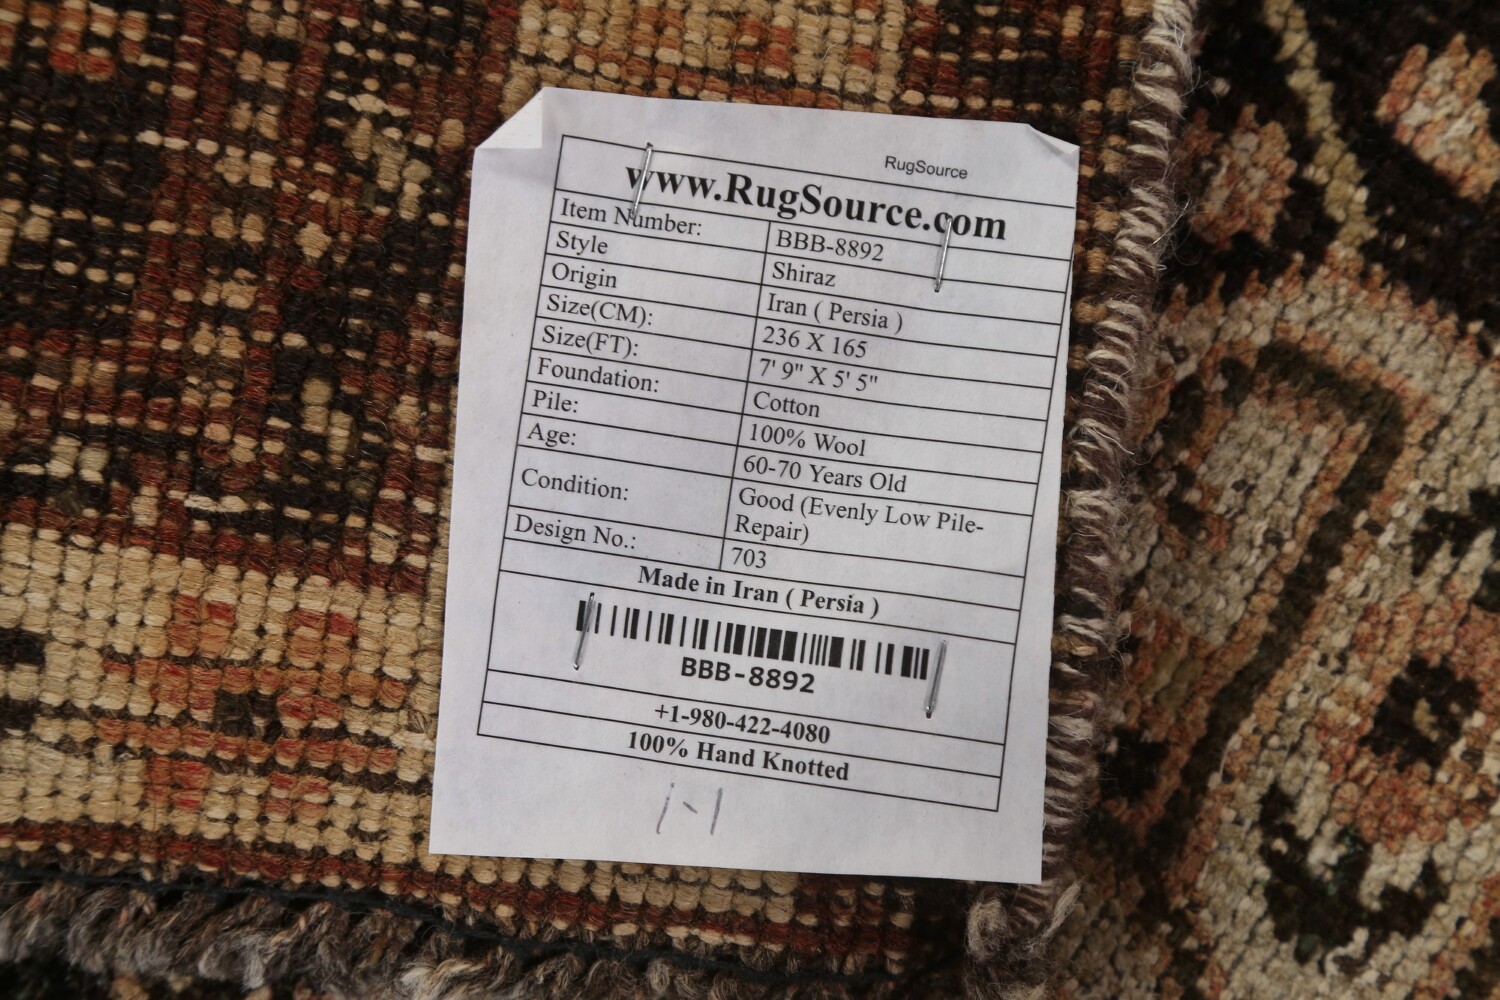 RugSource
www.RugSource.com
Item Number: BBB-8892
Style Shiraz
Origin Iran ( Persia )
Size(CM): 236 X 165
Size(FT): 7' 9" X 5' 5"
Foundation: Cotton
Pile: 100% Wool
Age: 60-70 Years Old
Condition: Good (Evenly Low Pile-
Repair)
Design No.: 703
Made in Iran ( Persia )
BBB-8892
+1-980-422-4080
100% Hand Knotted
1-1